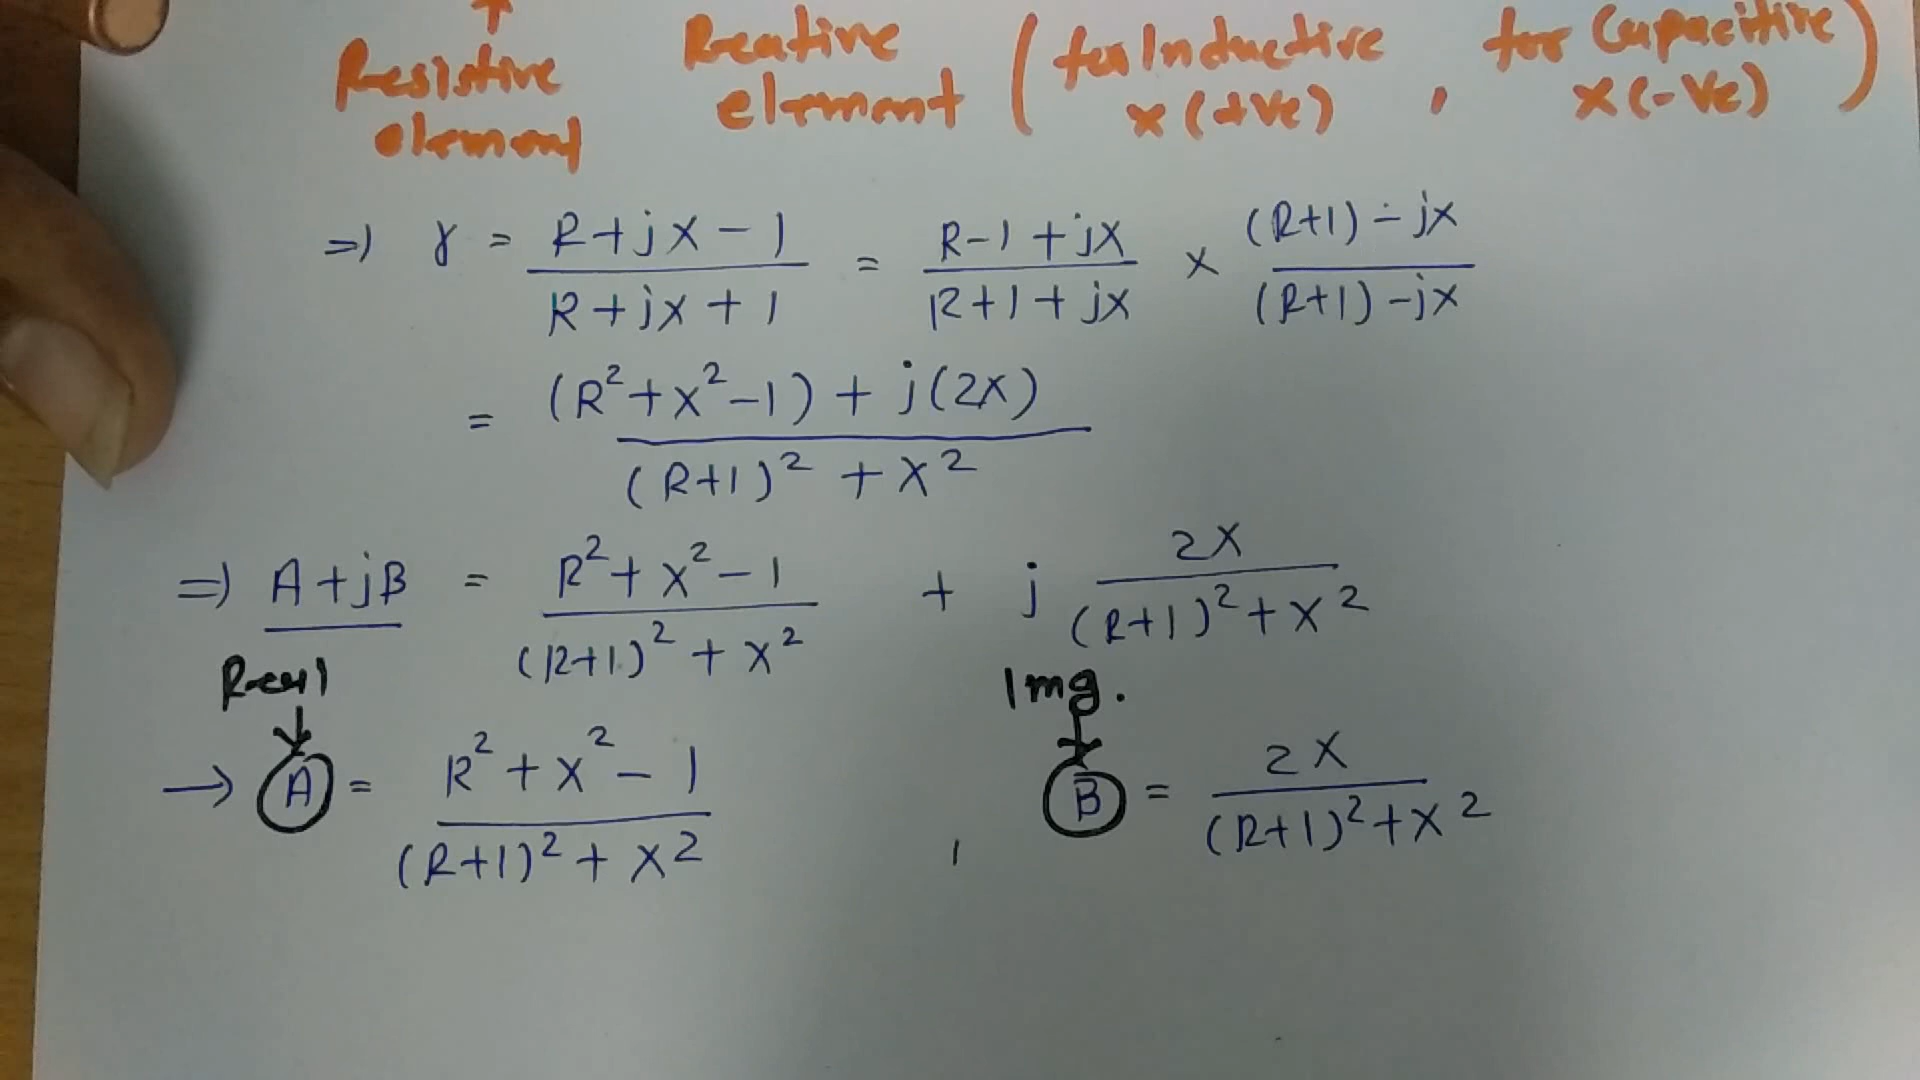 ↑
Resistive Reative (for Inductive , for Capacitive)
element element x (+ve) x (-ve)
=> γ = R+jx-1 / R+jx+1 = R-1+jx / R+1+jx × (R+1)-jx / (R+1)-jx
= (R²+x²-1) + j(2x) / (R+1)² + x²
=> A+jB = R²+x²-1 / (R+1)²+x² + j 2x / (R+1)²+x²
Real Img.
→ A = R²+x²-1 / (R+1)²+x² , B = 2x / (R+1)²+x²